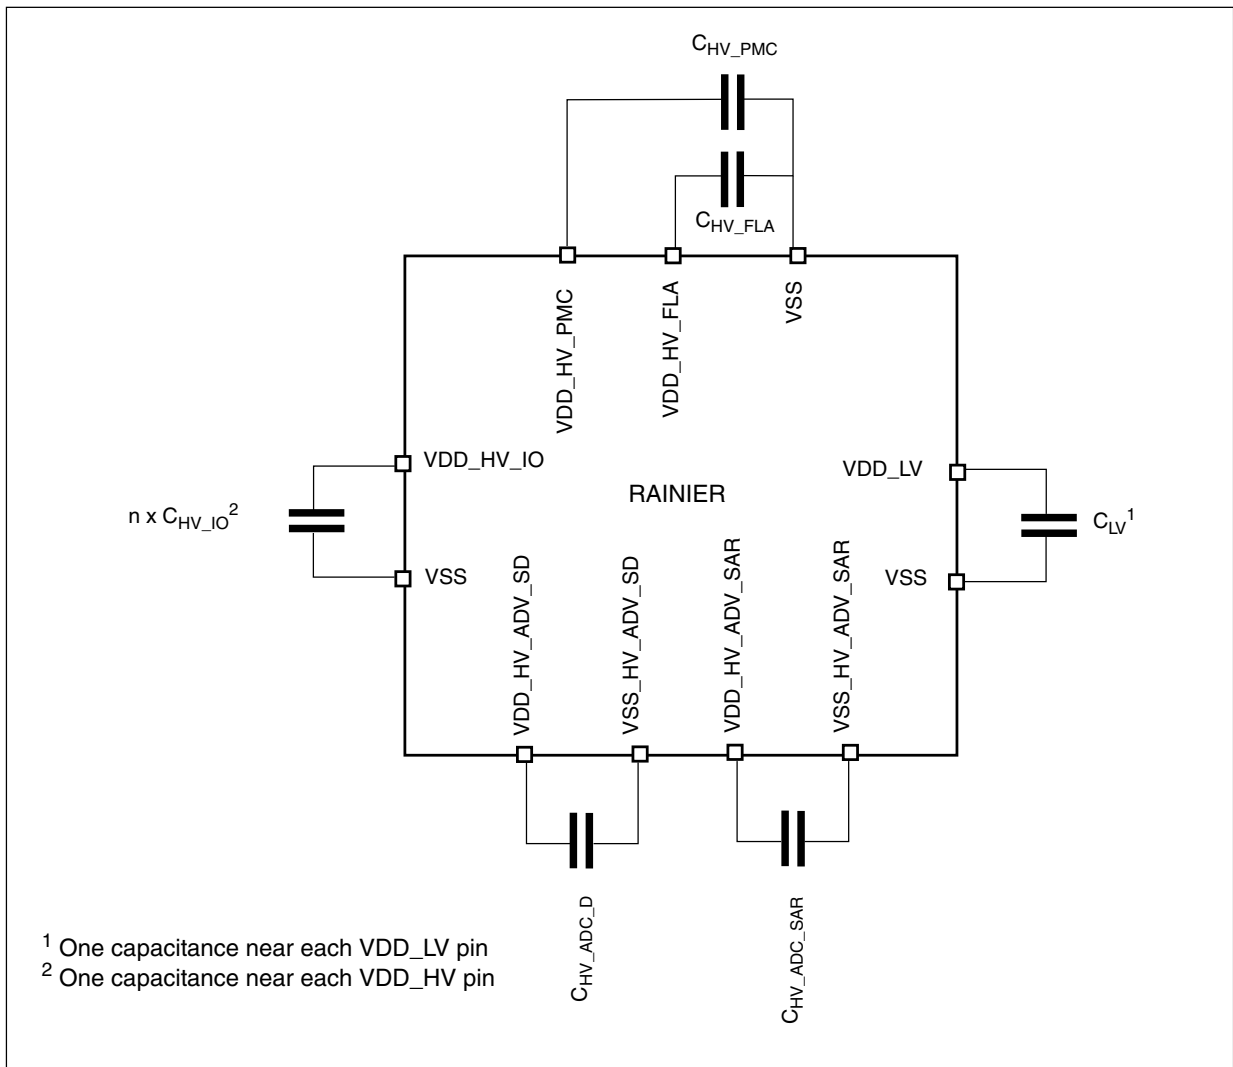 CHV_PMC
CHV_FLA
VDD_HV_PMC
VDD_HV_FLA
VSS
VDD_HV_IO
n x CHV_IO2
VSS
RAINIER
VDD_LV
CLV1
VSS
VDD_HV_ADV_SD
VSS_HV_ADV_SD
VDD_HV_ADV_SAR
VSS_HV_ADV_SAR
CHV_ADC_D
CHV_ADC_SAR
1 One capacitance near each VDD_LV pin
2 One capacitance near each VDD_HV pin